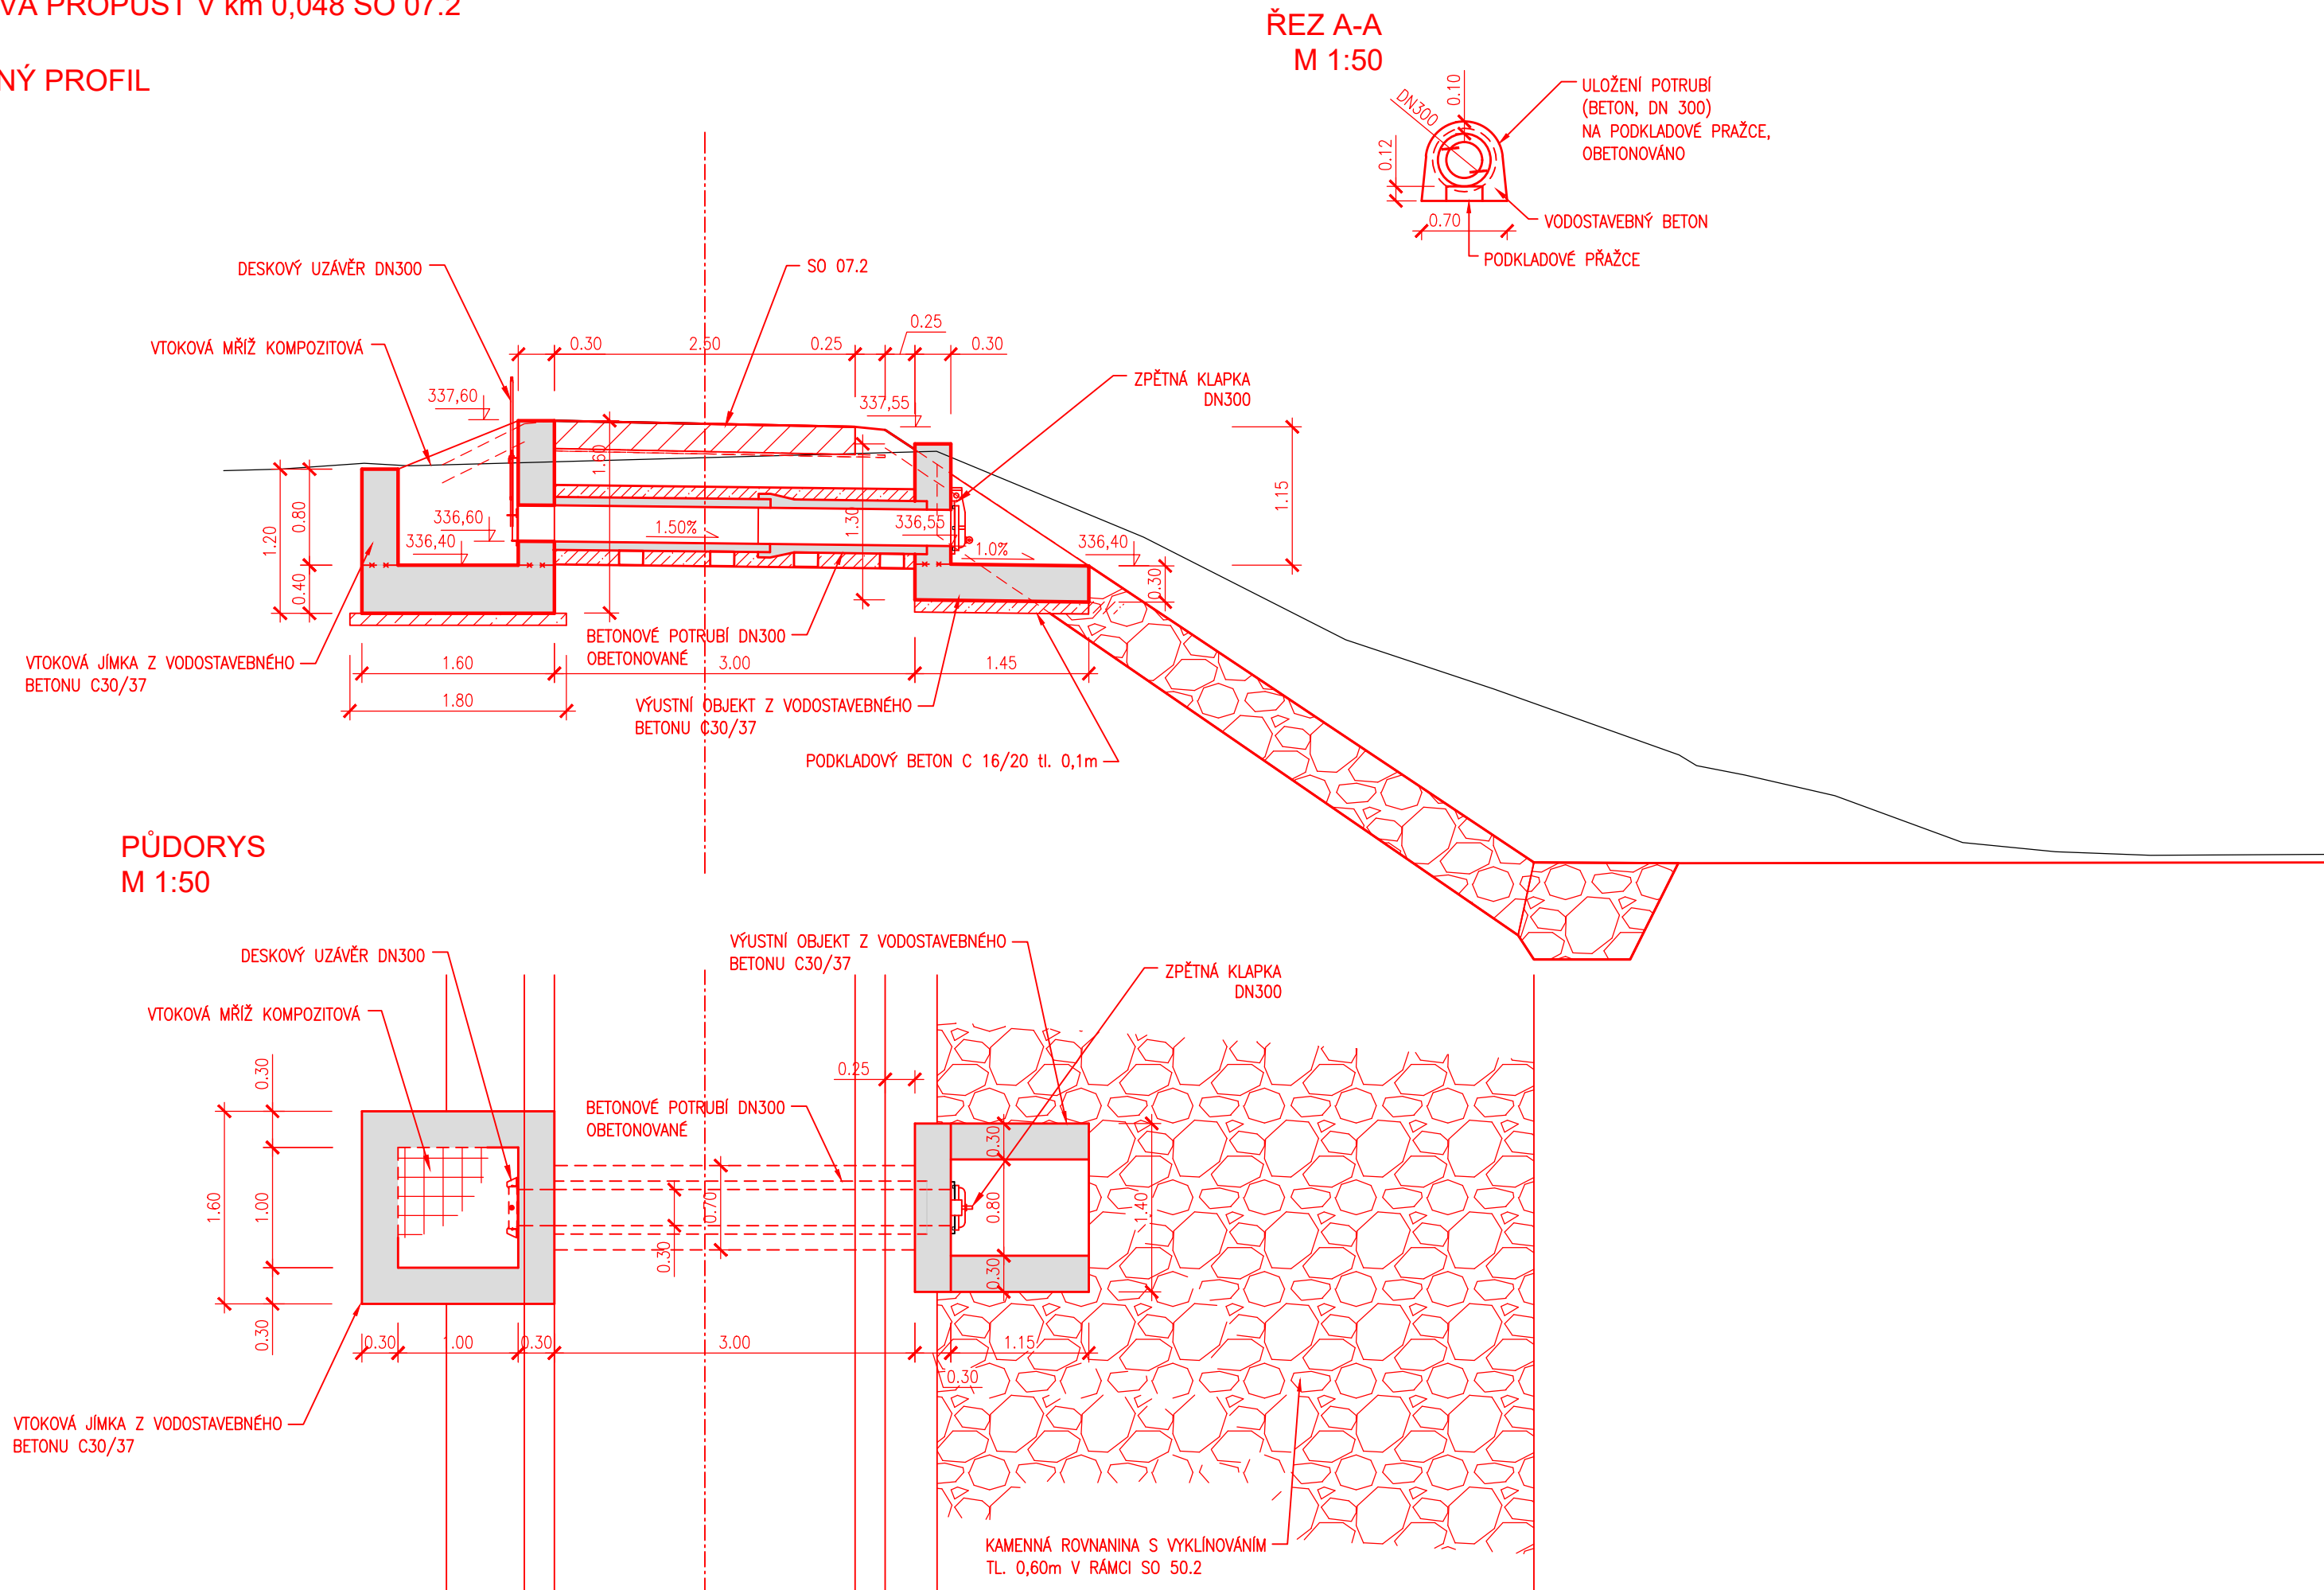 VÁ PROPUST V km 0,048 SO 07.2
NÝ PROFIL
ŘEZ A-A
M 1:50
DN300
0.10
0.12
0.70
ULOŽENÍ POTRUBÍ
(BETON, DN 300)
NA PODKLADOVÉ PRAŽCE,
OBETONOVÁNO
VODOSTAVEBNÝ BETON
PODKLADOVÉ PŘAŽCE
DESKOVÝ UZÁVĚR DN300
SO 07.2
VTOKOVÁ MŘÍŽ KOMPOZITOVÁ
0.30
2.50
0.25
0.25
0.30
ZPĚTNÁ KLAPKA
DN300
337,60
337,55
1.60
1.30
1.15
1.20
0.80
0.40
336,60
336,40
1.50%
336,55
1.0%
336,40
0.30
BETONOVÉ POTRUBÍ DN300
OBETONOVANÉ
VTOKOVÁ JÍMKA Z VODOSTAVEBNÉHO
BETONU C30/37
1.60
3.00
1.45
1.80
VÝUSTNÍ OBJEKT Z VODOSTAVEBNÉHO
BETONU C30/37
PODKLADOVÝ BETON C 16/20 tl. 0,1m
PŮDORYS
M 1:50
DESKOVÝ UZÁVĚR DN300
VÝUSTNÍ OBJEKT Z VODOSTAVEBNÉHO
BETONU C30/37
ZPĚTNÁ KLAPKA
DN300
VTOKOVÁ MŘÍŽ KOMPOZITOVÁ
0.25
BETONOVÉ POTRUBÍ DN300
OBETONOVANÉ
0.30
1.60
1.00
0.30
0.30
0.70
0.30
0.80
0.30
1.40
0.30
1.00
0.30
3.00
1.15
0.30
VTOKOVÁ JÍMKA Z VODOSTAVEBNÉHO
BETONU C30/37
KAMENNÁ ROVNANINA S VYKLÍNOVÁNÍM
TL. 0,60m V RÁMCI SO 50.2